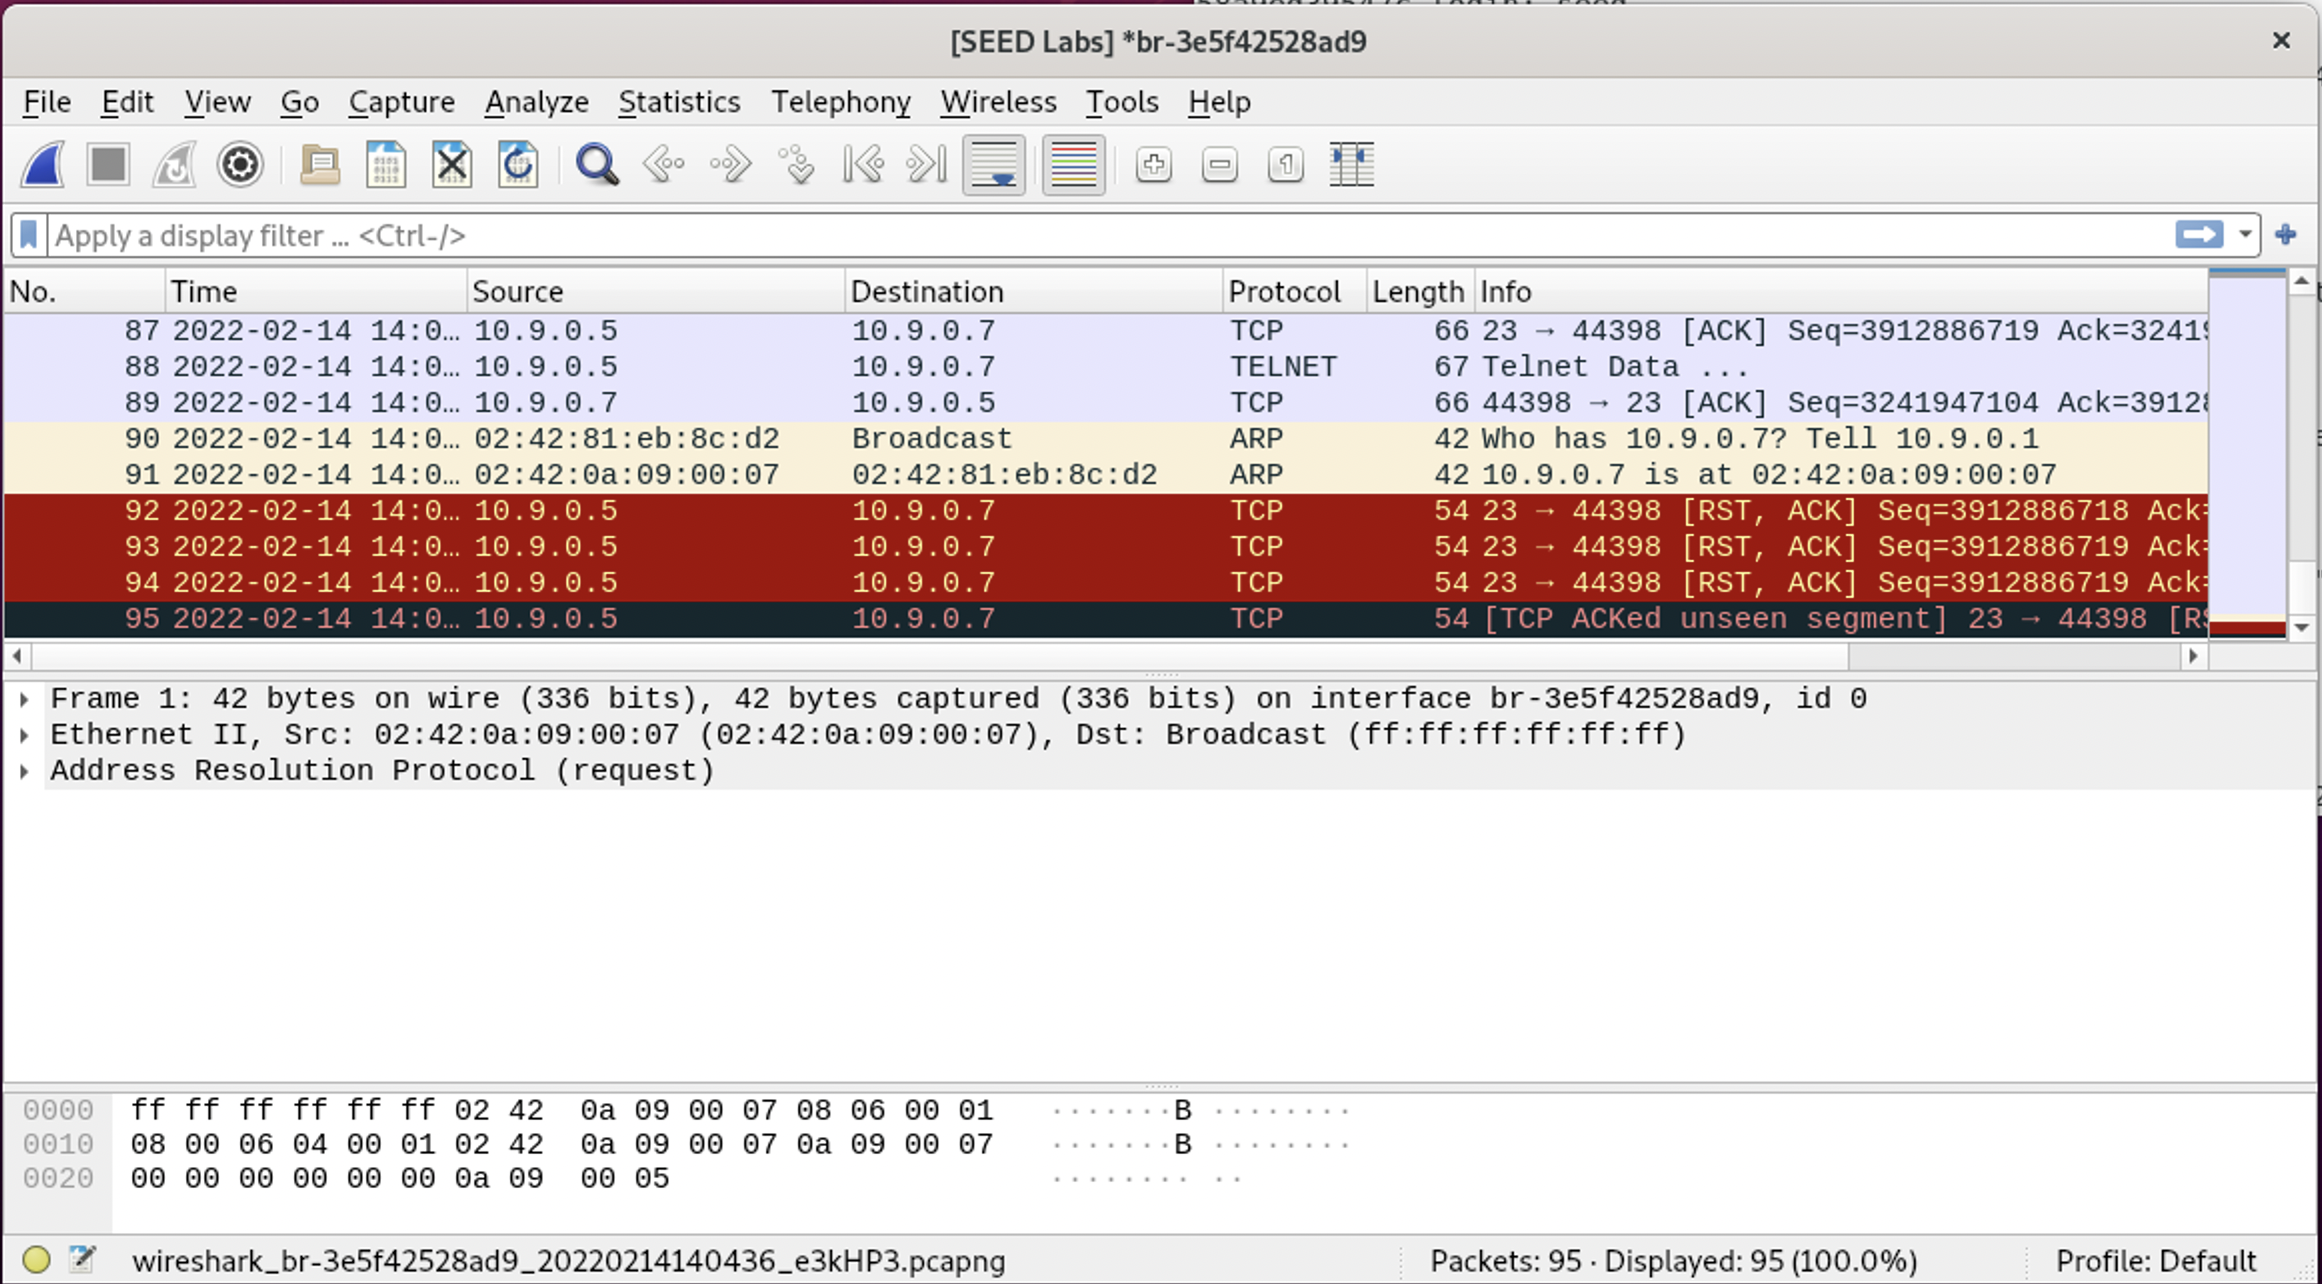 [SEED Labs] *br-3e5f42528ad9
File Edit View Go Capture Analyze Statistics Telephony Wireless Tools Help
Apply a display filter ... <Ctrl-/>
No. Time Source Destination Protocol Length Info
87 2022-02-14 14:0… 10.9.0.5 10.9.0.7 TCP 66 23 → 44398 [ACK] Seq=3912886719 Ack=3241
88 2022-02-14 14:0… 10.9.0.5 10.9.0.7 TELNET 67 Telnet Data ...
89 2022-02-14 14:0… 10.9.0.7 10.9.0.5 TCP 66 44398 → 23 [ACK] Seq=3241947104 Ack=3912
90 2022-02-14 14:0… 02:42:81:eb:8c:d2 Broadcast ARP 42 Who has 10.9.0.7? Tell 10.9.0.1
91 2022-02-14 14:0… 02:42:0a:09:00:07 02:42:81:eb:8c:d2 ARP 42 10.9.0.7 is at 02:42:0a:09:00:07
92 2022-02-14 14:0… 10.9.0.5 10.9.0.7 TCP 54 23 → 44398 [RST, ACK] Seq=3912886718 Ack=
93 2022-02-14 14:0… 10.9.0.5 10.9.0.7 TCP 54 23 → 44398 [RST, ACK] Seq=3912886719 Ack=
94 2022-02-14 14:0… 10.9.0.5 10.9.0.7 TCP 54 23 → 44398 [RST, ACK] Seq=3912886719 Ack=
95 2022-02-14 14:0… 10.9.0.5 10.9.0.7 TCP 54 [TCP ACKed unseen segment] 23 → 44398 [R
Frame 1: 42 bytes on wire (336 bits), 42 bytes captured (336 bits) on interface br-3e5f42528ad9, id 0
Ethernet II, Src: 02:42:0a:09:00:07 (02:42:0a:09:00:07), Dst: Broadcast (ff:ff:ff:ff:ff:ff)
Address Resolution Protocol (request)
0000 ff ff ff ff ff ff 02 42 0a 09 00 07 08 06 00 01 ·······B ········
0010 08 00 06 04 00 01 02 42 0a 09 00 07 0a 09 00 07 ·······B ········
0020 00 00 00 00 00 00 0a 09 00 05 ········ ··
wireshark_br-3e5f42528ad9_20220214140436_e3kHP3.pcapng Packets: 95 · Displayed: 95 (100.0%) Profile: Default